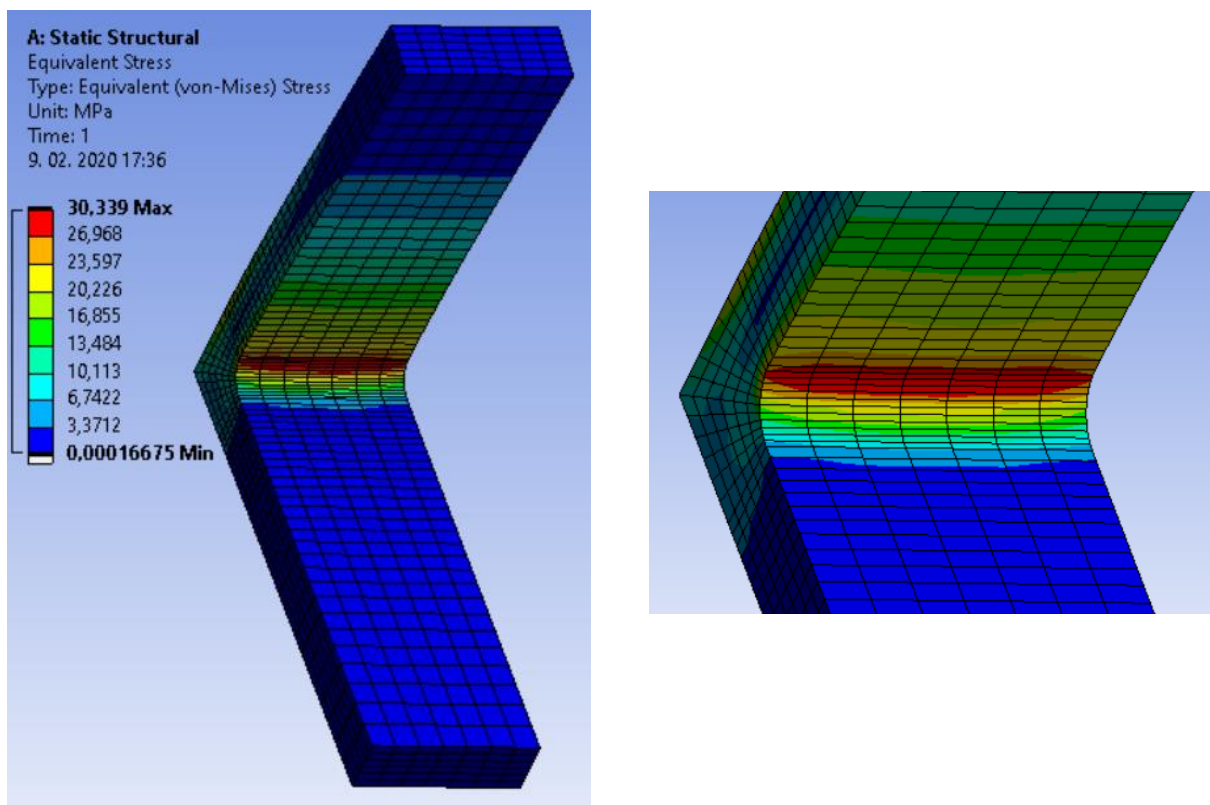 A: Static Structural
Equivalent Stress
Type: Equivalent (von-Mises) Stress
Unit: MPa
Time: 1
9. 02. 2020 17:36
30,339 Max
26,968
23,597
20,226
16,855
13,484
10,113
6,7422
3,3712
0,00016675 Min